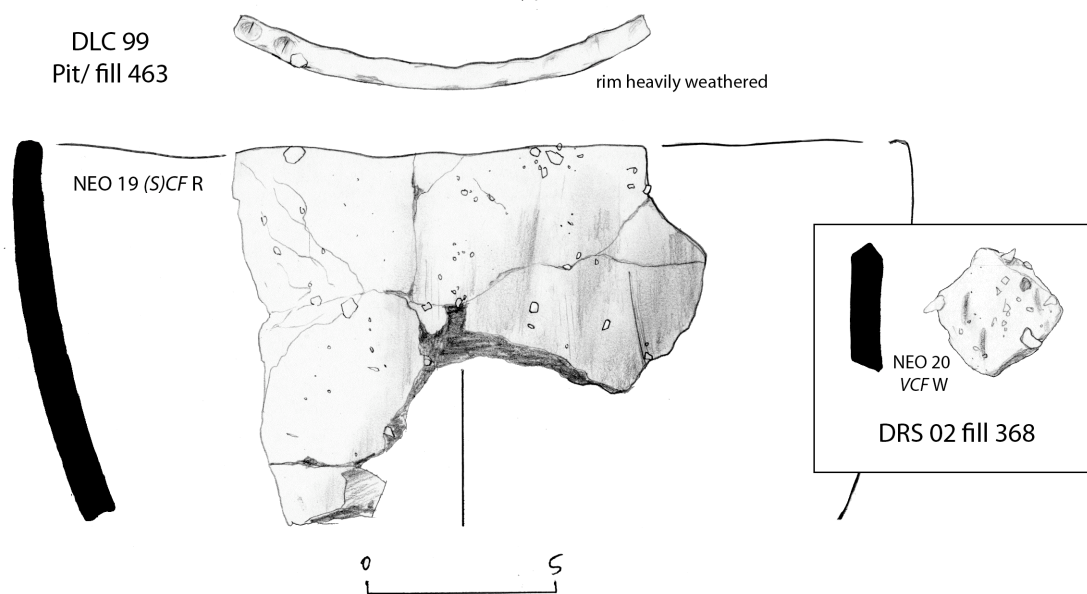 DLC 99
Pit/ fill 463
rim heavily weathered
NEO 19 (S)CF R
NEO 20
VCF W
DRS 02 fill 368
0 5